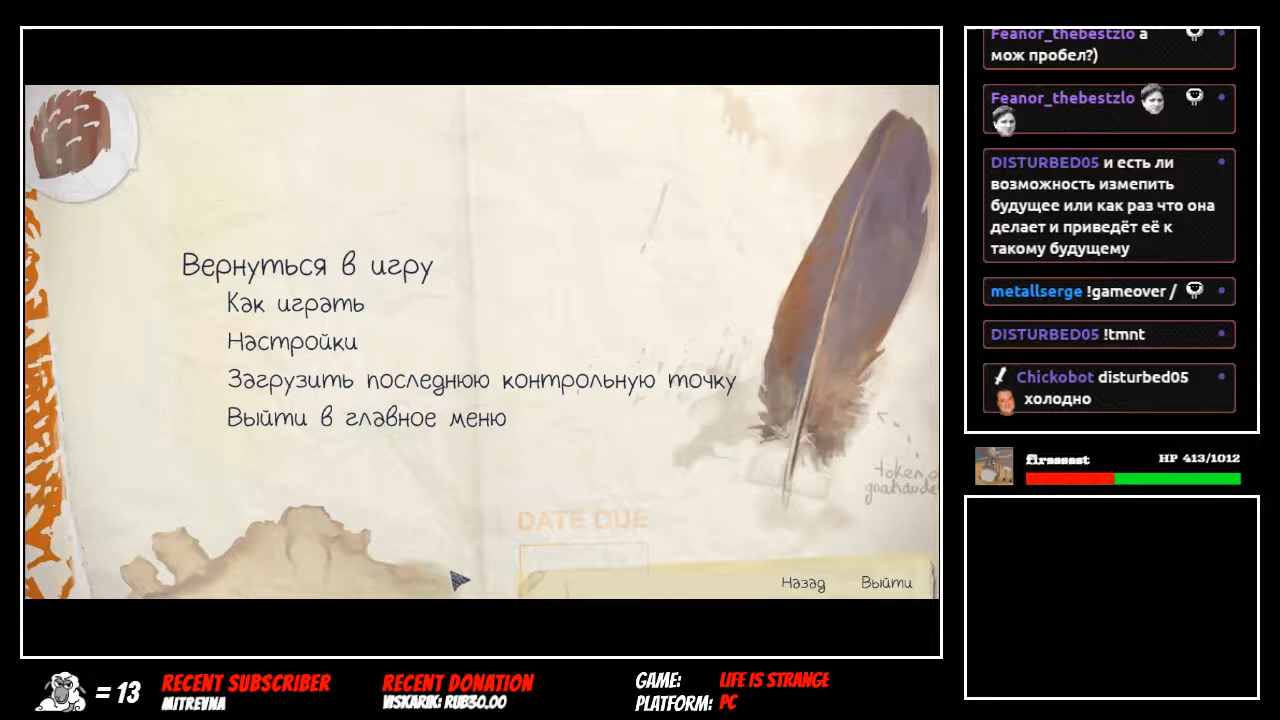 Вернуться в игру
Как играть
Настройки
Загрузить последнюю контрольную точку
Выйти в главное меню
DATE DUE
Назад Выйти
Feanor_thebestzlo а
мож пробел?)
Feanor_thebestzlo
DISTURBED05 и есть ли
возможность измепить
будущее или как раз что она
делает и приведёт её к
такому будущему
metallserge !gameover /
DISTURBED05 !tmnt
Chickobot disturbed05
холодно
HP 413/1012
= 13
RECENT SUBSCRIBER
MITREVNA
RECENT DONATION
VISKARIK: RUB30.00
GAME: LIFE IS STRANGE
PLATFORM: PC